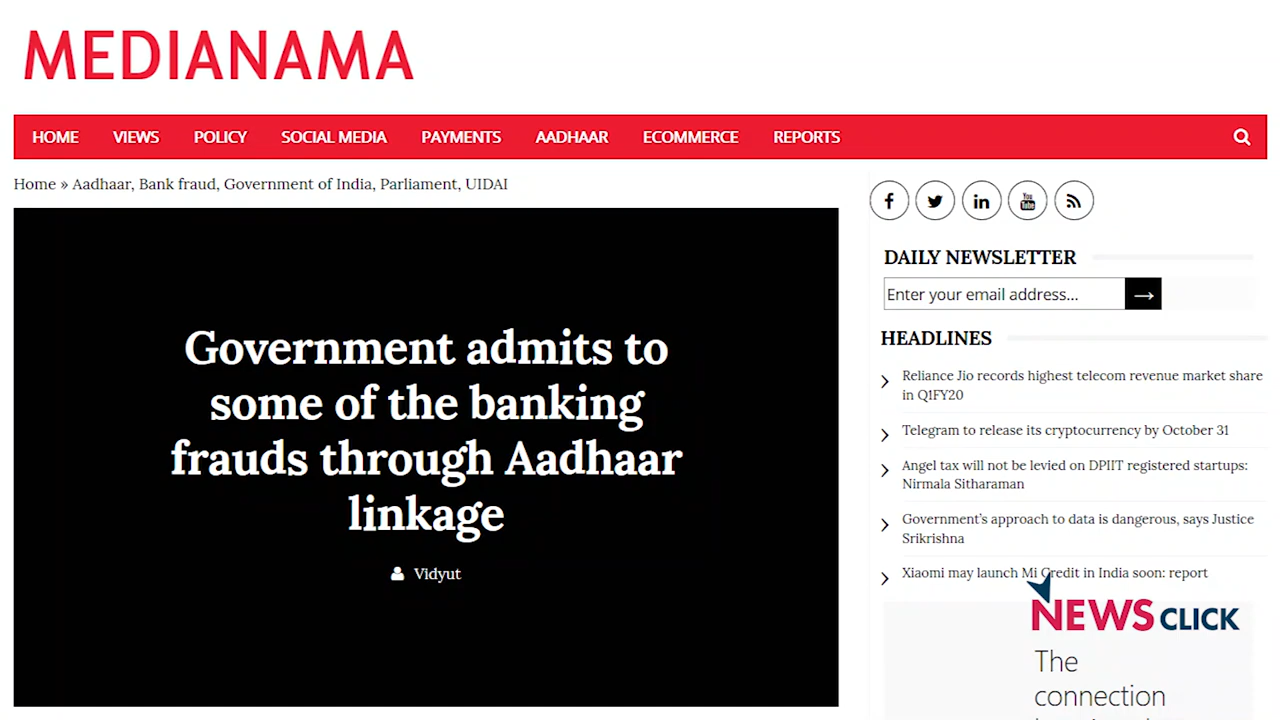 MEDIANAMA
HOME VIEWS POLICY SOCIAL MEDIA PAYMENTS AADHAAR ECOMMERCE REPORTS
Home » Aadhaar, Bank fraud, Government of India, Parliament, UIDAI
Government admits to
some of the banking
frauds through Aadhaar
linkage
Vidyut
You
Tube
DAILY NEWSLETTER
Enter your email address...
HEADLINES
Reliance Jio records highest telecom revenue market share
in Q1FY20
Telegram to release its cryptocurrency by October 31
Angel tax will not be levied on DPIIT registered startups:
Nirmala Sitharaman
Government's approach to data is dangerous, says Justice
Srikrishna
Xiaomi may launch Mi Credit in India soon: report
NEWS CLICK
The
connection